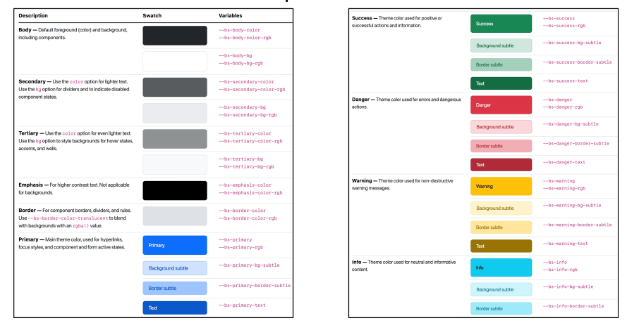 Description Swatch Variables
Body — Default foreground (color) and background,
including components.
--bs-body-color
--bs-body-color-rgb
--bs-body-bg
--bs-body-bg-rgb
Secondary — Use the color option for lighter text.
Use the bg option for dividers and to indicate disabled
component states.
--bs-secondary-color
--bs-secondary-color-rgb
--bs-secondary-bg
--bs-secondary-bg-rgb
Tertiary — Use the color option for even lighter text.
Use the bg option to style backgrounds for hover states,
accents, and wells.
--bs-tertiary-color
--bs-tertiary-color-rgb
--bs-tertiary-bg
--bs-tertiary-bg-rgb
Emphasis — For higher contrast text. Not applicable
for backgrounds.
--bs-emphasis-color
--bs-emphasis-color-rgb
Border — For component borders, dividers, and rules.
Use --bs-border-color-translucent to blend
with backgrounds with an rgba() value.
--bs-border-color
--bs-border-color-rgb
Primary — Main theme color, used for hyperlinks,
focus styles, and component and form active states.
Primary
--bs-primary
--bs-primary-rgb
Background subtle
--bs-primary-bg-subtle
Border subtle
--bs-primary-border-subtle
Text
--bs-primary-text
Success — Theme color used for positive or
successful actions and information.
Success
--bs-success
--bs-success-rgb
Background subtle
--bs-success-bg-subtle
Border subtle
--bs-success-border-subtle
Text
--bs-success-text
Danger — Theme color used for errors and dangerous
actions.
Danger
--bs-danger
--bs-danger-rgb
Background subtle
--bs-danger-bg-subtle
Border subtle
--bs-danger-border-subtle
Text
--bs-danger-text
Warning — Theme color used for non-destructive
warning messages.
Warning
--bs-warning
--bs-warning-rgb
Background subtle
--bs-warning-bg-subtle
Border subtle
--bs-warning-border-subtle
Text
--bs-warning-text
Info — Theme color used for neutral and informative
content.
Info
--bs-info
--bs-info-rgb
Background subtle
--bs-info-bg-subtle
Border subtle
--bs-info-border-subtle